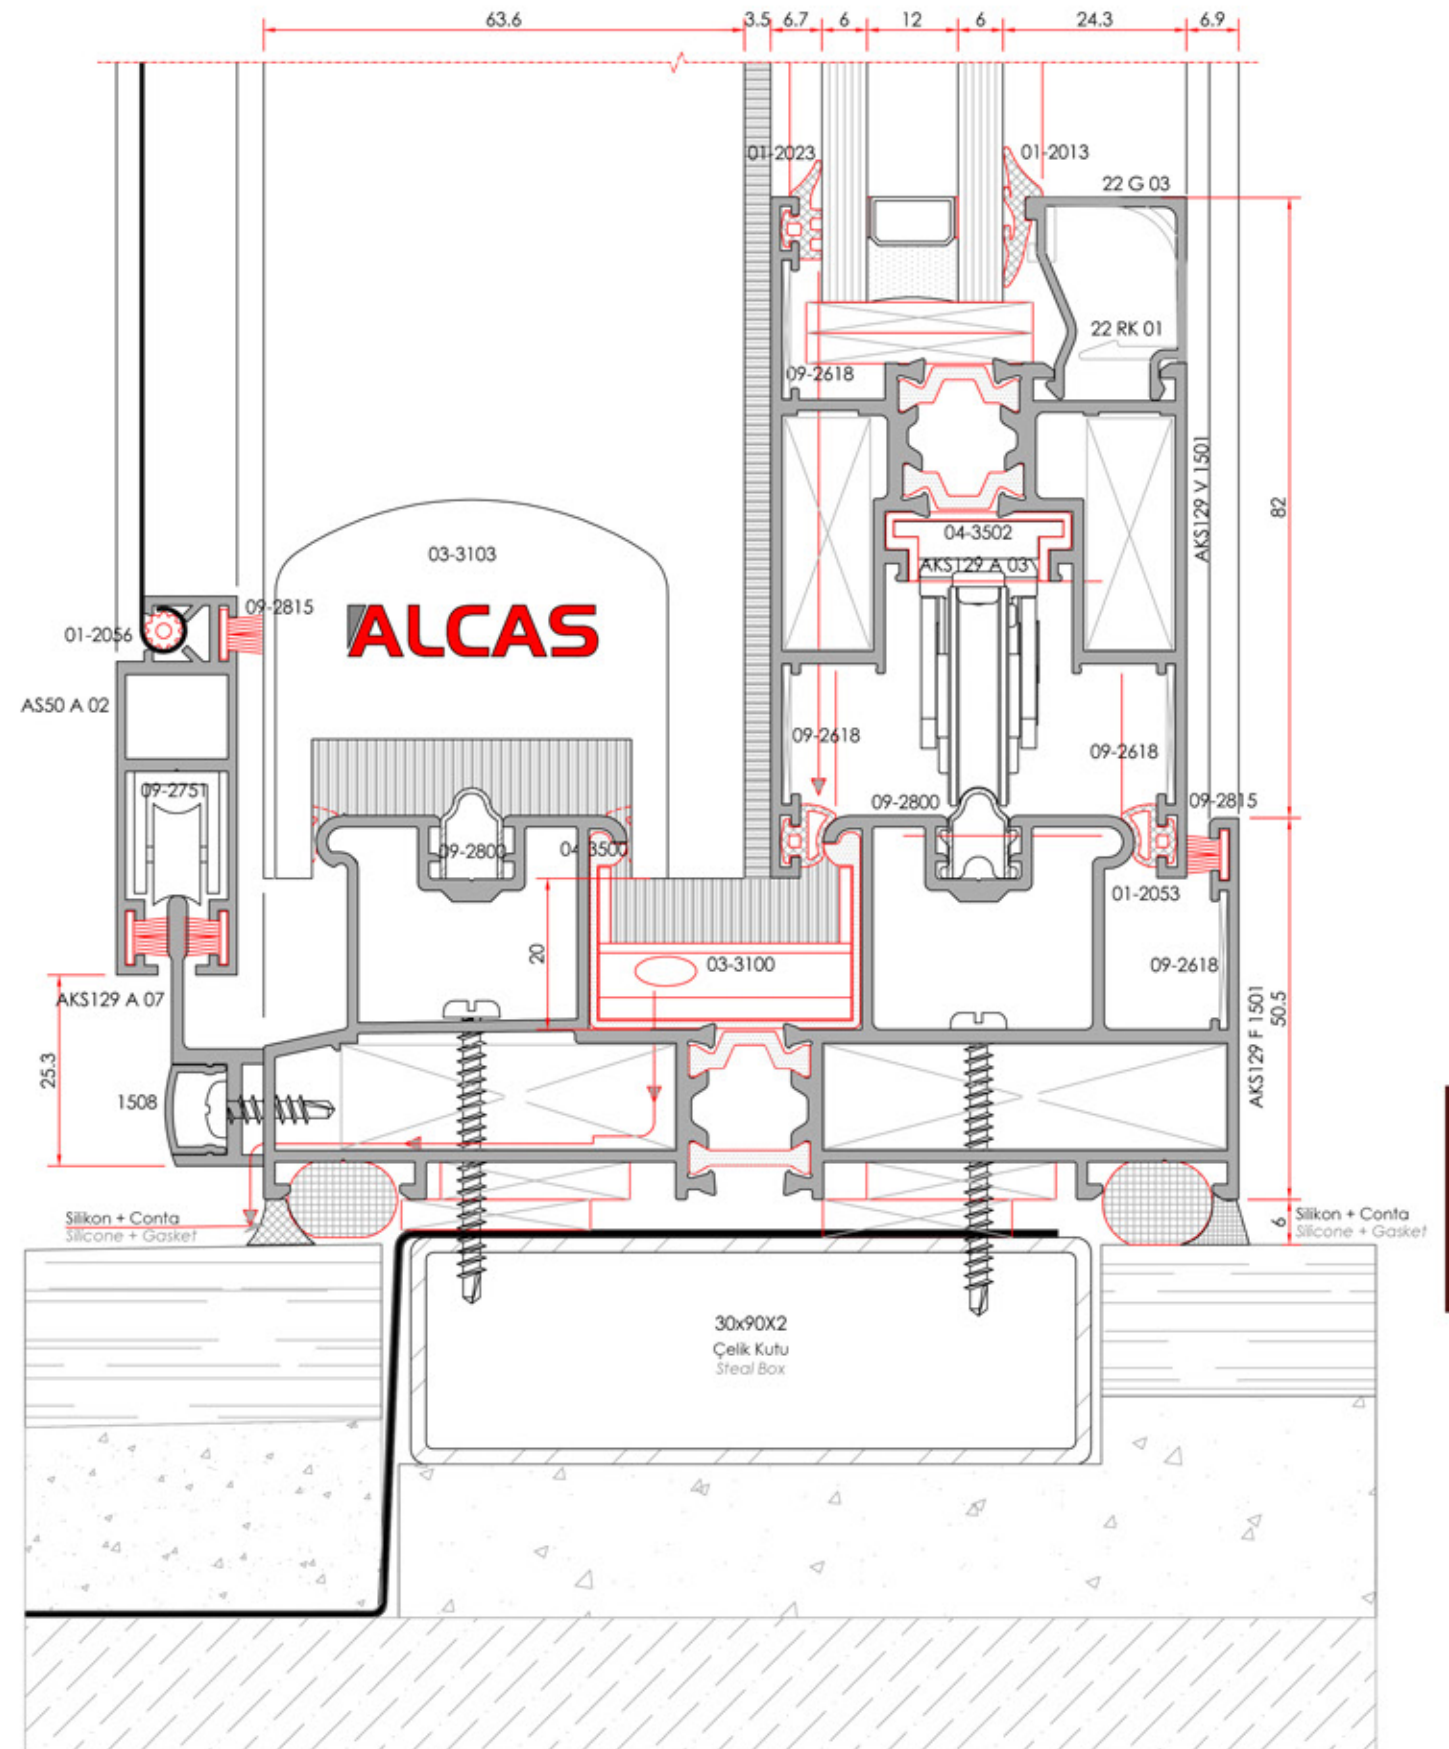 63.6
3.5
6.7
6
12
6
24.3
6.9
01-2023
01-2013
22 G 03
22 RK 01
09-2618
AKS129 V 1501
82
04-3502
AKS129 A 03
03-3103
ALCAS
09-2815
01-2056
AS50 A 02
09-2751
09-2618
09-2618
09-2800
09-2815
09-2800
04-3500
01-2053
20
03-3100
09-2618
AKS129 A 07
AKS129 F 1501
50.5
25.3
1508
Silikon + Conta
Silicone + Gasket
6
Silikon + Conta
Silicone + Gasket
30x90X2
Çelik Kutu
Steal Box